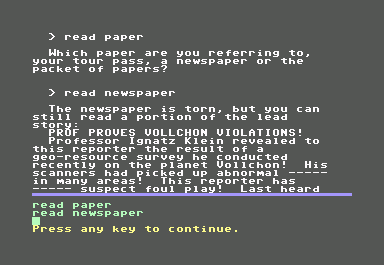 > read paper
Which paper are you referring to,
your tour pass, a newspaper or the
packet of papers?
> read newspaper
The newspaper is torn, but you can
still read a portion of the lead
story:
PROF PROVES VOLLCHON VIOLATIONS!
Professor Ignatz Klein revealed to
this reporter the result of a
geo-resource survey he conducted
recently on the planet Vollchon!  His
scanners had picked up abnormal -----
in many areas!  This reporter has
----- suspect foul play!  Last heard
read paper
read newspaper
Press any key to continue.